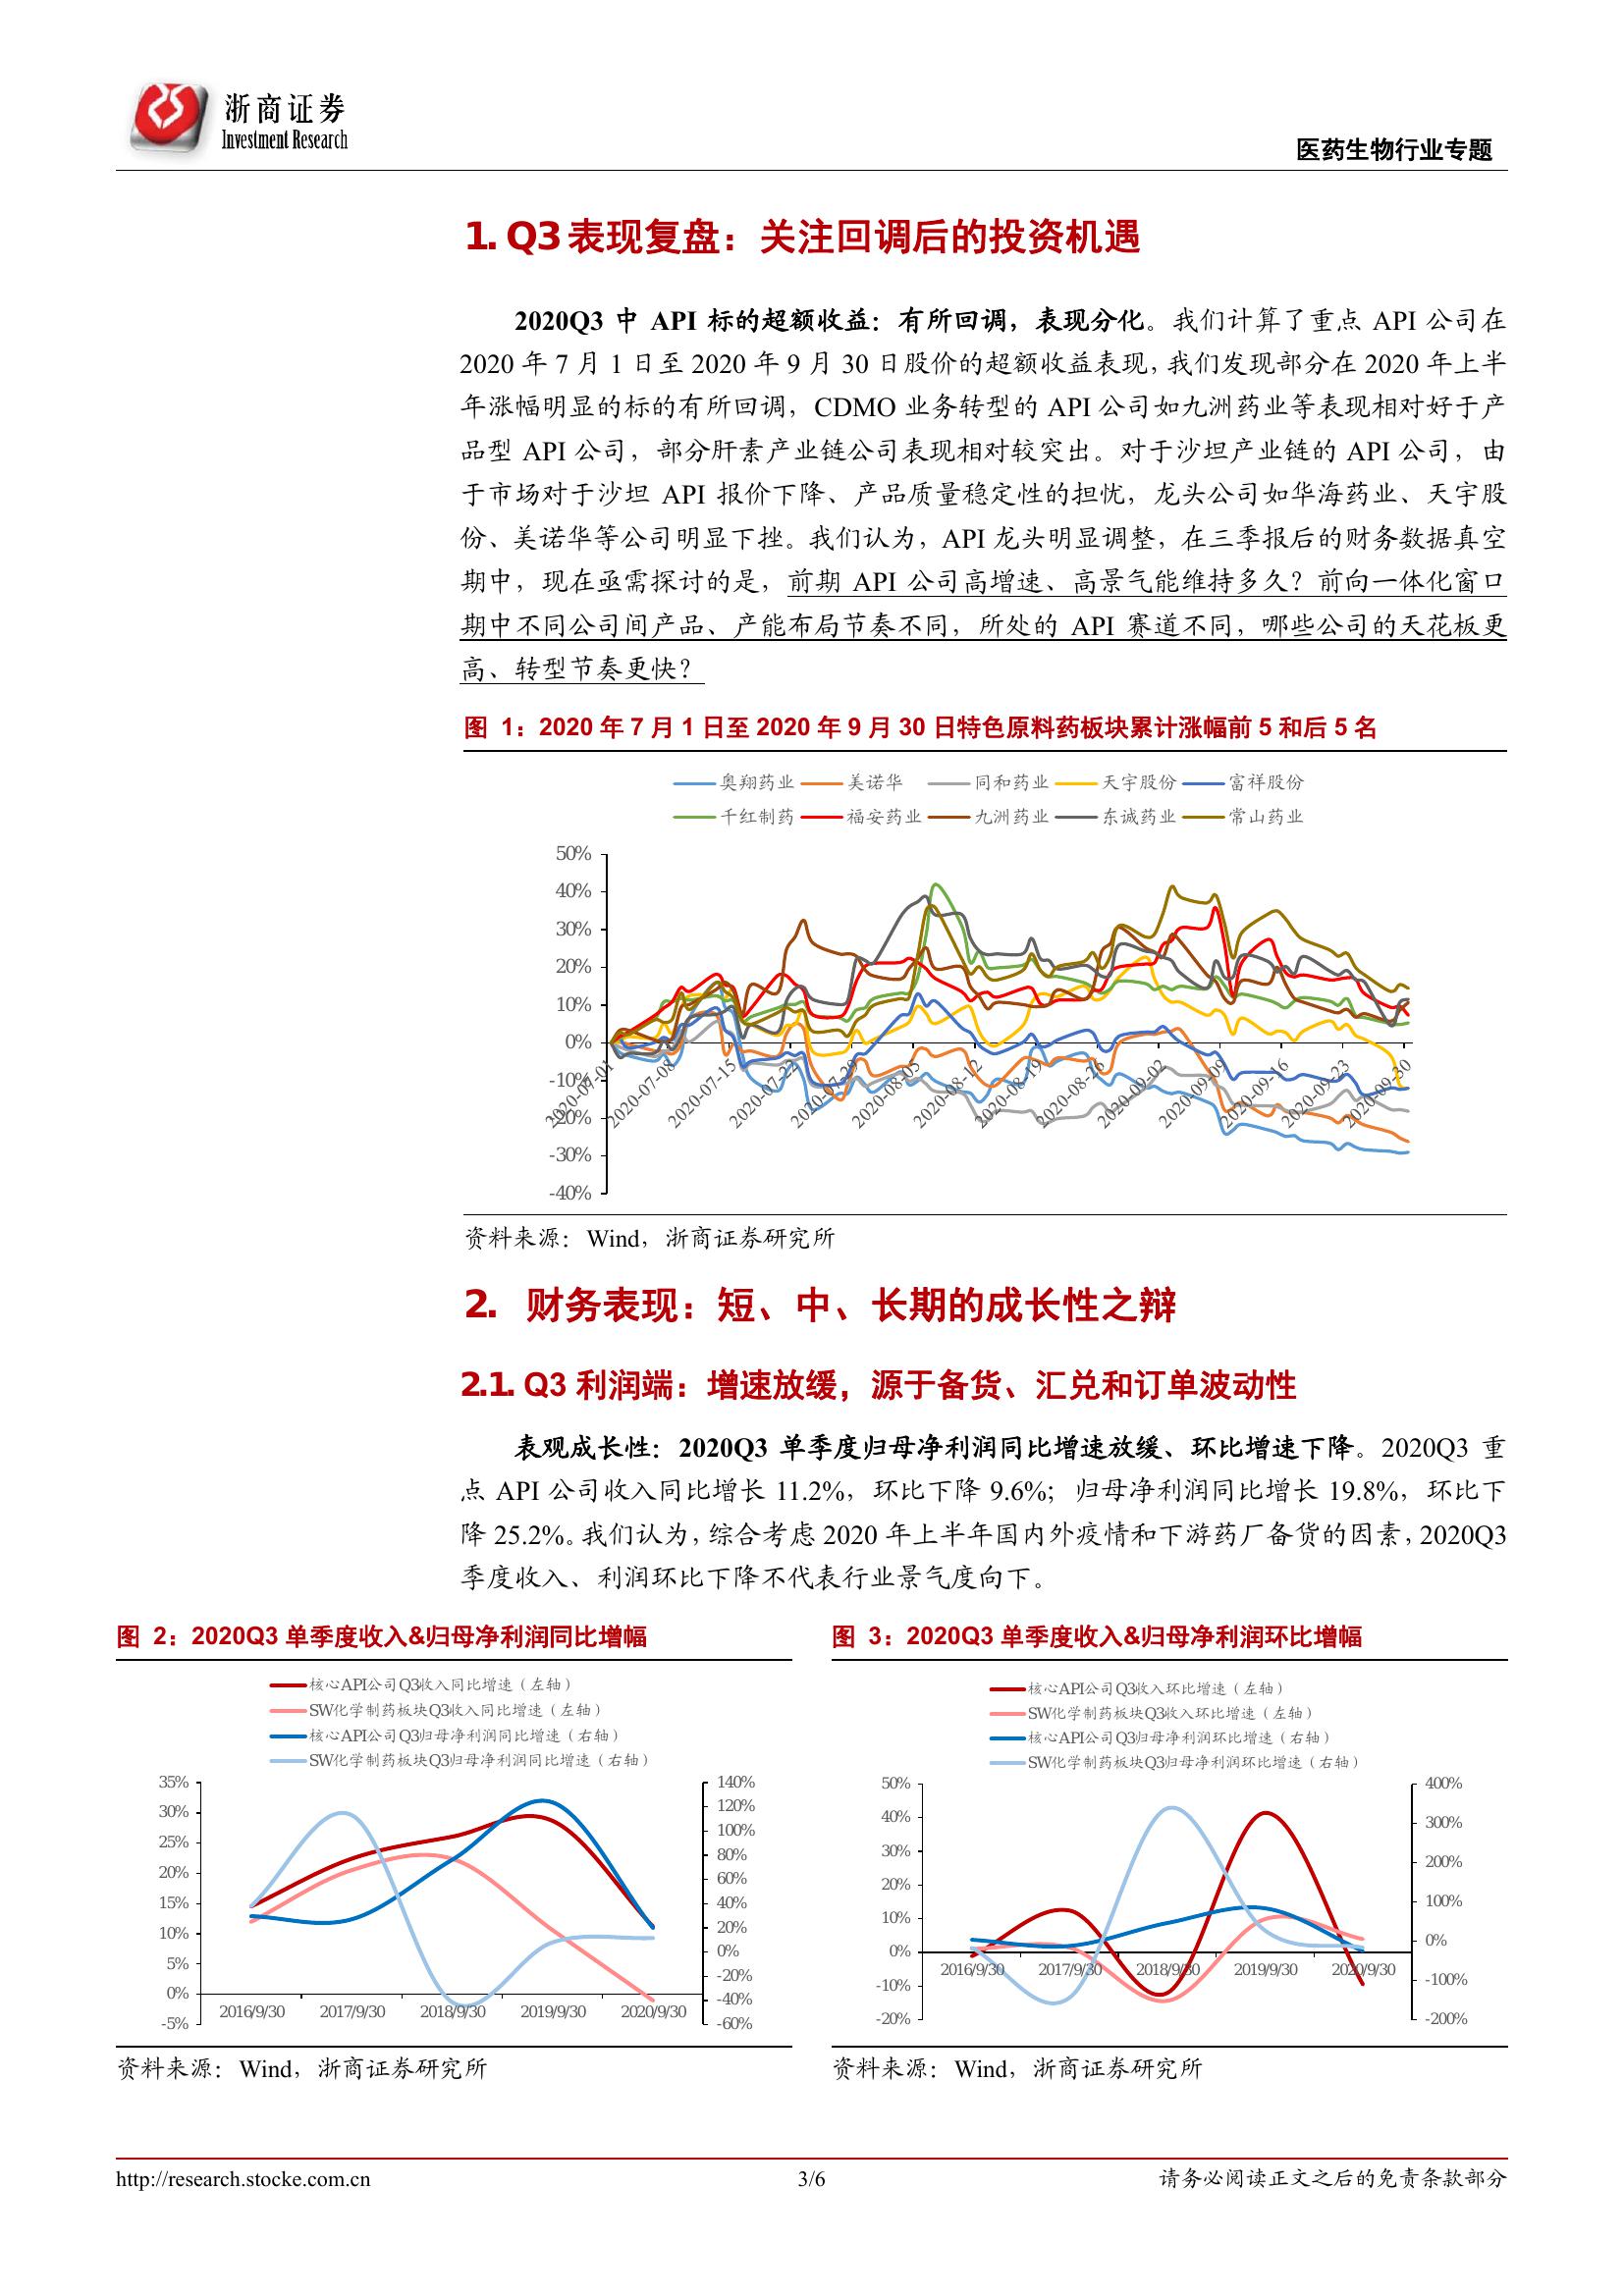 浙商证券
Investment Research
医药生物行业专题
1. Q3 表现复盘：关注回调后的投资机遇
2020Q3 中 API 标的超额收益：有所回调，表现分化。我们计算了重点 API 公司在
2020 年 7 月 1 日至 2020 年 9 月 30 日股价的超额收益表现，我们发现部分在 2020 年上半
年涨幅明显的标的有所回调，CDMO 业务转型的 API 公司如九洲药业等表现相对好于产
品型 API 公司，部分肝素产业链公司表现相对较突出。对于沙坦产业链的 API 公司，由
于市场对于沙坦 API 报价下降、产品质量稳定性的担忧，龙头公司如华海药业、天宇股
份、美诺华等公司明显下挫。我们认为，API 龙头明显调整，在三季报后的财务数据真空
期中，现在亟需探讨的是，前期 API 公司高增速、高景气能维持多久？前向一体化窗口
期中不同公司间产品、产能布局节奏不同，所处的 API 赛道不同，哪些公司的天花板更
高、转型节奏更快？
图 1：2020 年 7 月 1 日至 2020 年 9 月 30 日特色原料药板块累计涨幅前 5 和后 5 名
奥翔药业 美诺华 同和药业 天宇股份 富祥股份
千红制药 福安药业 九洲药业 东诚药业 常山药业
50%
40%
30%
20%
10%
0%
-10%
-20%
-30%
-40%
2020-07-01 2020-07-08 2020-07-15 2020-07-22 2020-07-29 2020-08-05 2020-08-12 2020-08-19 2020-08-26 2020-09-02 2020-09-09 2020-09-16 2020-09-23 2020-09-30
资料来源：Wind，浙商证券研究所
2. 财务表现：短、中、长期的成长性之辩
2.1. Q3 利润端：增速放缓，源于备货、汇兑和订单波动性
表观成长性：2020Q3 单季度归母净利润同比增速放缓、环比增速下降。2020Q3 重
点 API 公司收入同比增长 11.2%，环比下降 9.6%；归母净利润同比增长 19.8%，环比下
降 25.2%。我们认为，综合考虑 2020 年上半年国内外疫情和下游药厂备货的因素，2020Q3
季度收入、利润环比下降不代表行业景气度向下。
图 2：2020Q3 单季度收入&归母净利润同比增幅
核心API公司Q3收入同比增速（左轴）
SW化学制药板块Q3收入同比增速（左轴）
核心API公司Q3归母净利润同比增速（右轴）
SW化学制药板块Q3归母净利润同比增速（右轴）
35%
30%
25%
20%
15%
10%
5%
0%
-5%
140%
120%
100%
80%
60%
40%
20%
0%
-20%
-40%
-60%
2016/9/30 2017/9/30 2018/9/30 2019/9/30 2020/9/30
资料来源：Wind，浙商证券研究所
图 3：2020Q3 单季度收入&归母净利润环比增幅
核心API公司Q3收入环比增速（左轴）
SW化学制药板块Q3收入环比增速（左轴）
核心API公司Q3归母净利润环比增速（右轴）
SW化学制药板块Q3归母净利润环比增速（右轴）
50%
40%
30%
20%
10%
0%
-10%
-20%
400%
300%
200%
100%
0%
-100%
-200%
2016/9/30 2017/9/30 2018/9/30 2019/9/30 2020/9/30
资料来源：Wind，浙商证券研究所
http://research.stocke.com.cn 3/6 请务必阅读正文之后的免责条款部分